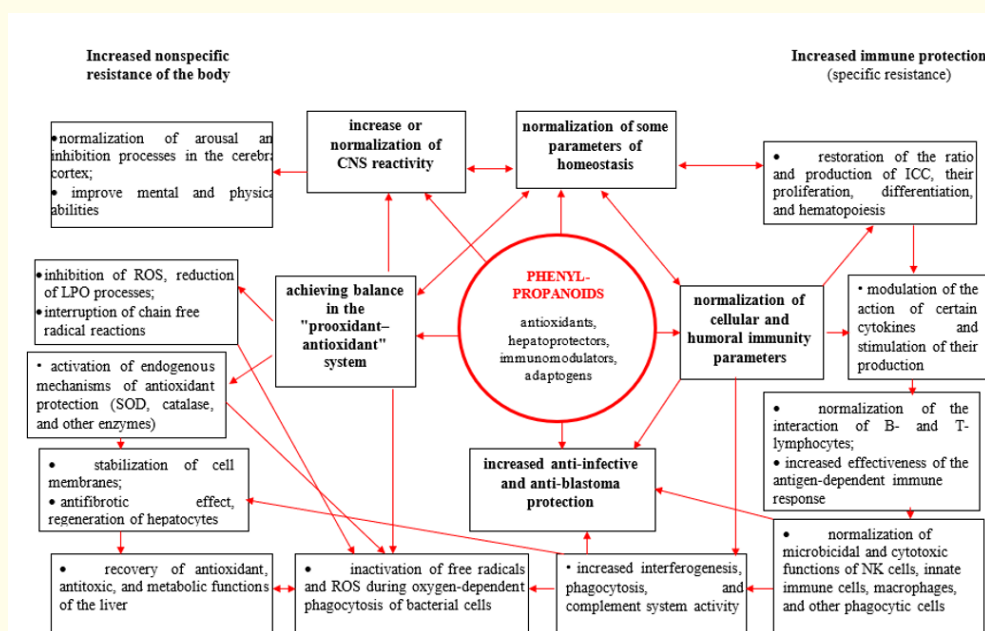 Increased nonspecific
resistance of the body
Increased immune protection
(specific resistance)
•normalization of arousal an
inhibition processes in the cerebra
cortex;
• improve mental and physica
abilities
increase or
normalization of
CNS reactivity
normalization of some
parameters of
homeostasis
• restoration of the ratio
and production of ICC, their
proliferation, differentiation,
and hematopoiesis
•inhibition of ROS, reduction
of LPO processes;
•interruption of chain free
radical reactions
achieving balance
in the
"prooxidant–
antioxidant" system
PHENYL-
PROPANOIDS
antioxidants,
hepatoprotectors,
immunomodulators,
adaptogens
normalization of
cellular and
humoral immunity
parameters
• modulation of the
action of certain
cytokines and
stimulation of their
production
• activation of endogenous
mechanisms of antioxidant
protection (SOD, catalase,
and other enzymes)
• normalization of the
interaction of B- and T-
lymphocytes;
• increased effectiveness of the
antigen-dependent immune
response
• stabilization of cell
membranes;
• antifibrotic effect,
regeneration of hepatocytes
increased anti-infective
and anti-blastoma
protection
• normalization of
microbicidal and cytotoxic
functions of NK cells, innate
immune cells, macrophages,
and other phagocytic cells
• recovery of antioxidant,
antitoxic, and metabolic functions
of the liver
• inactivation of free radicals
and ROS during oxygen-dependent
phagocytosis of bacterial cells
• increased interferogenesis,
phagocytosis, and
complement system activity